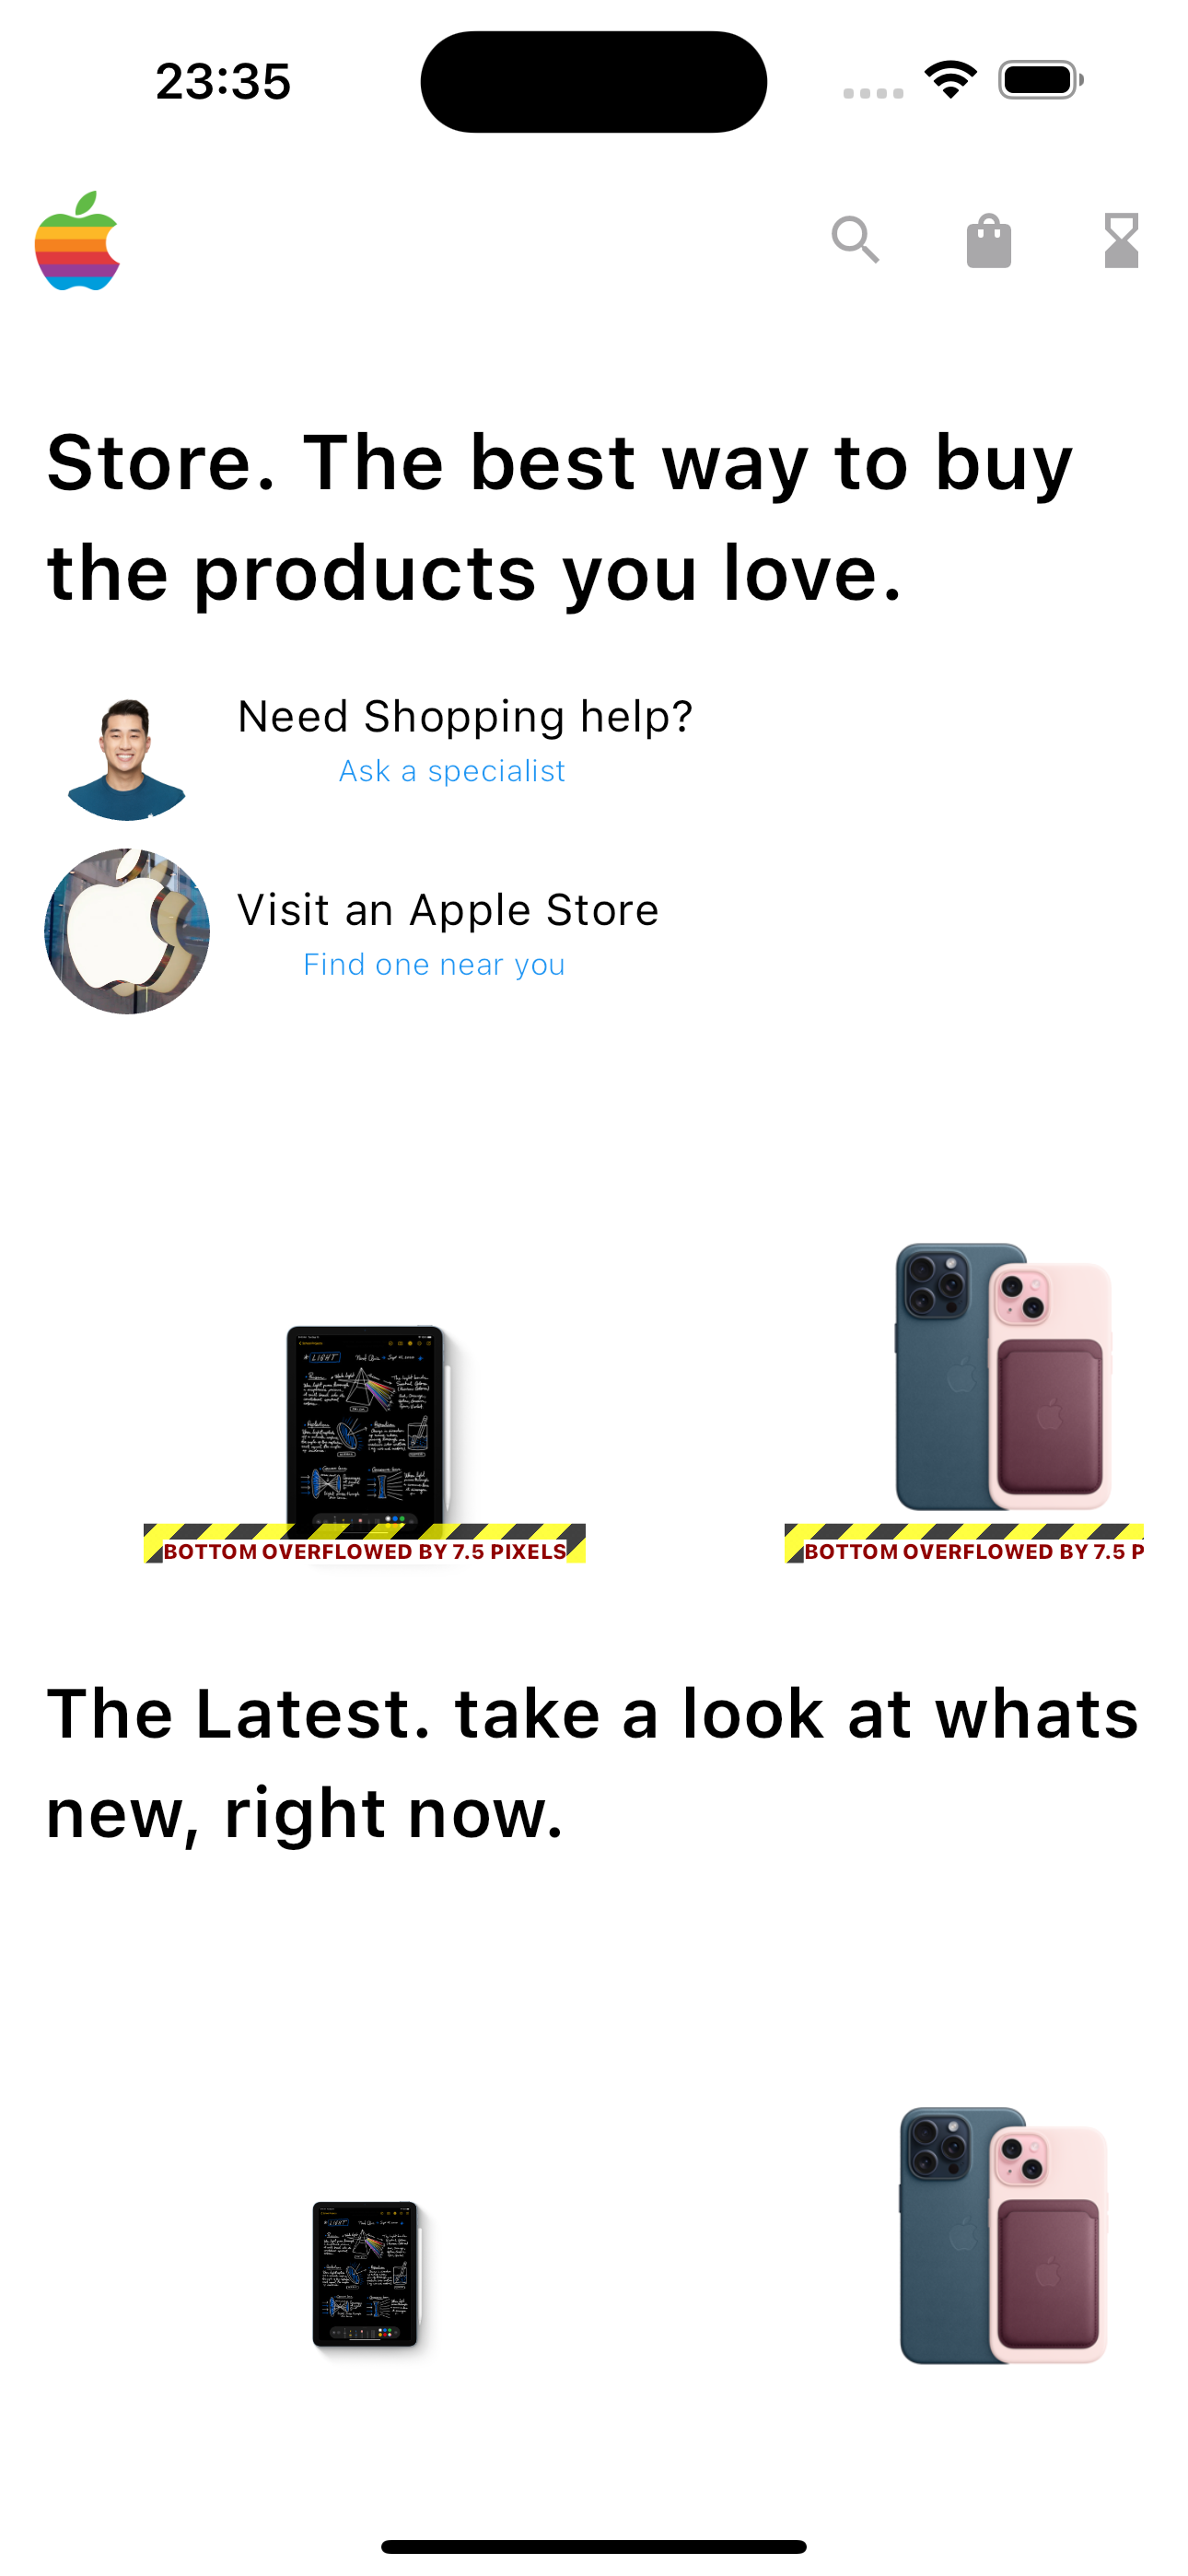 23:35
Store. The best way to buy
the products you love.
Need Shopping help?
Ask a specialist
Visit an Apple Store
Find one near you
LIGHT
BOTTOM OVERFLOWED BY 7.5 PIXELS
BOTTOM OVERFLOWED BY 7.5 P
The Latest. take a look at whats
new, right now.
LIGHT